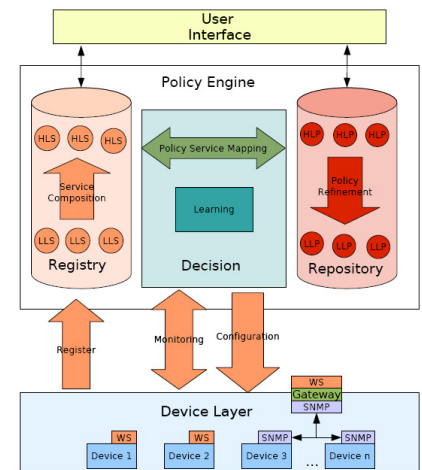 User
Interface
Policy Engine
HLS HLS HLS
HLP HLP HLP
Policy Service Mapping
Service
Composition
Policy
Refinement
Learning
LLS LLS LLS
LLP LLP LLP
Registry
Decision
Repository
Register
Monitoring
Configuration
WS
Gateway
SNMP
Device Layer
WS WS SNMP SNMP
Device 1 Device 2 Device 3 ... Device n